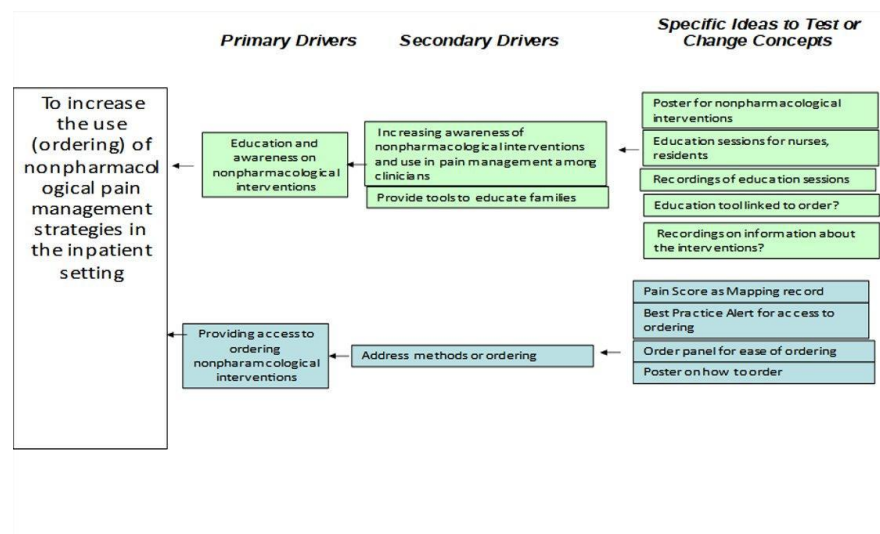 Primary Drivers
Secondary Drivers
Specific Ideas to Test or
Change Concepts
To increase
the use
(ordering) of
nonpharmacol
ogical pain
management
strategies in
the inpatient
setting
Education and
awareness on
nonpharmacological
interventions
Increasing awareness of
nonpharmacological interventions
and use in pain management among
clinicians
Provide tools to educate families
Poster for nonpharmacological
interventions
Education sessions for nurses,
residents
Recordings of education sessions
Education tool linked to order?
Recordings on information about
the interventions?
Providing access to
ordering
nonpharamcological
interventions
Address methods or ordering
Pain Score as Mapping record
Best Practice Alert for access to
ordering
Order panel for ease of ordering
Poster on how to order